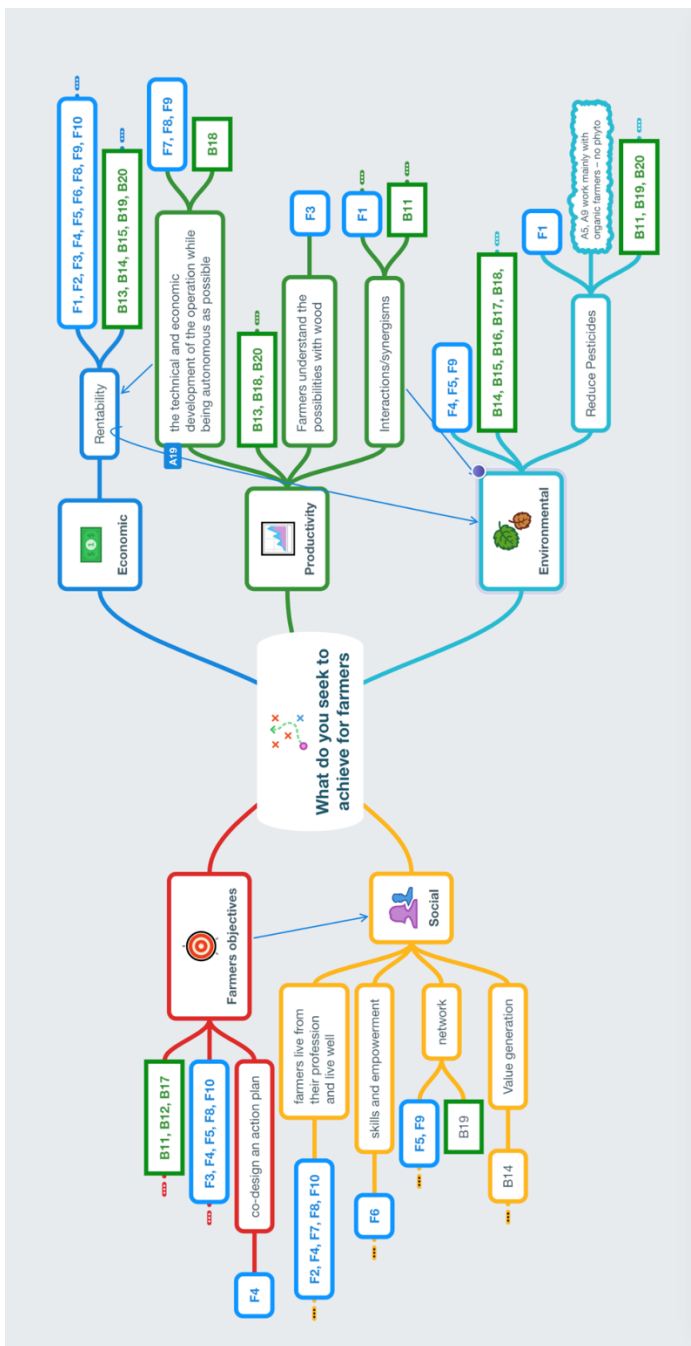 What do you seek to
achieve for farmers
Economic
Rentability
F1, F2, F3, F4, F5, F6, F8, F9, F10
B13, B14, B15, B19, B20
Productivity
A19
the technical and economic
development of the operation while
being autonomous as possible
F7, F8, F9
B18
B13, B18, B20
Farmers understand the
possibilities with wood
F3
Interactions/synergisms
F1
B11
Environmental
F4, F5, F9
B14, B15, B16, B17, B18,
Reduce Pesticides
F1
A5, A9 work mainly with
organic farmers – no phyto
B11, B19, B20
Farmers objectives
B11, B12, B17
F3, F4, F5, F8, F10
co-design an action plan
F4
Social
farmers live from
their profession
and live well
F2, F4, F7, F8, F10
skills and empowerment
F6
network
F5, F9
B19
Value generation
B14